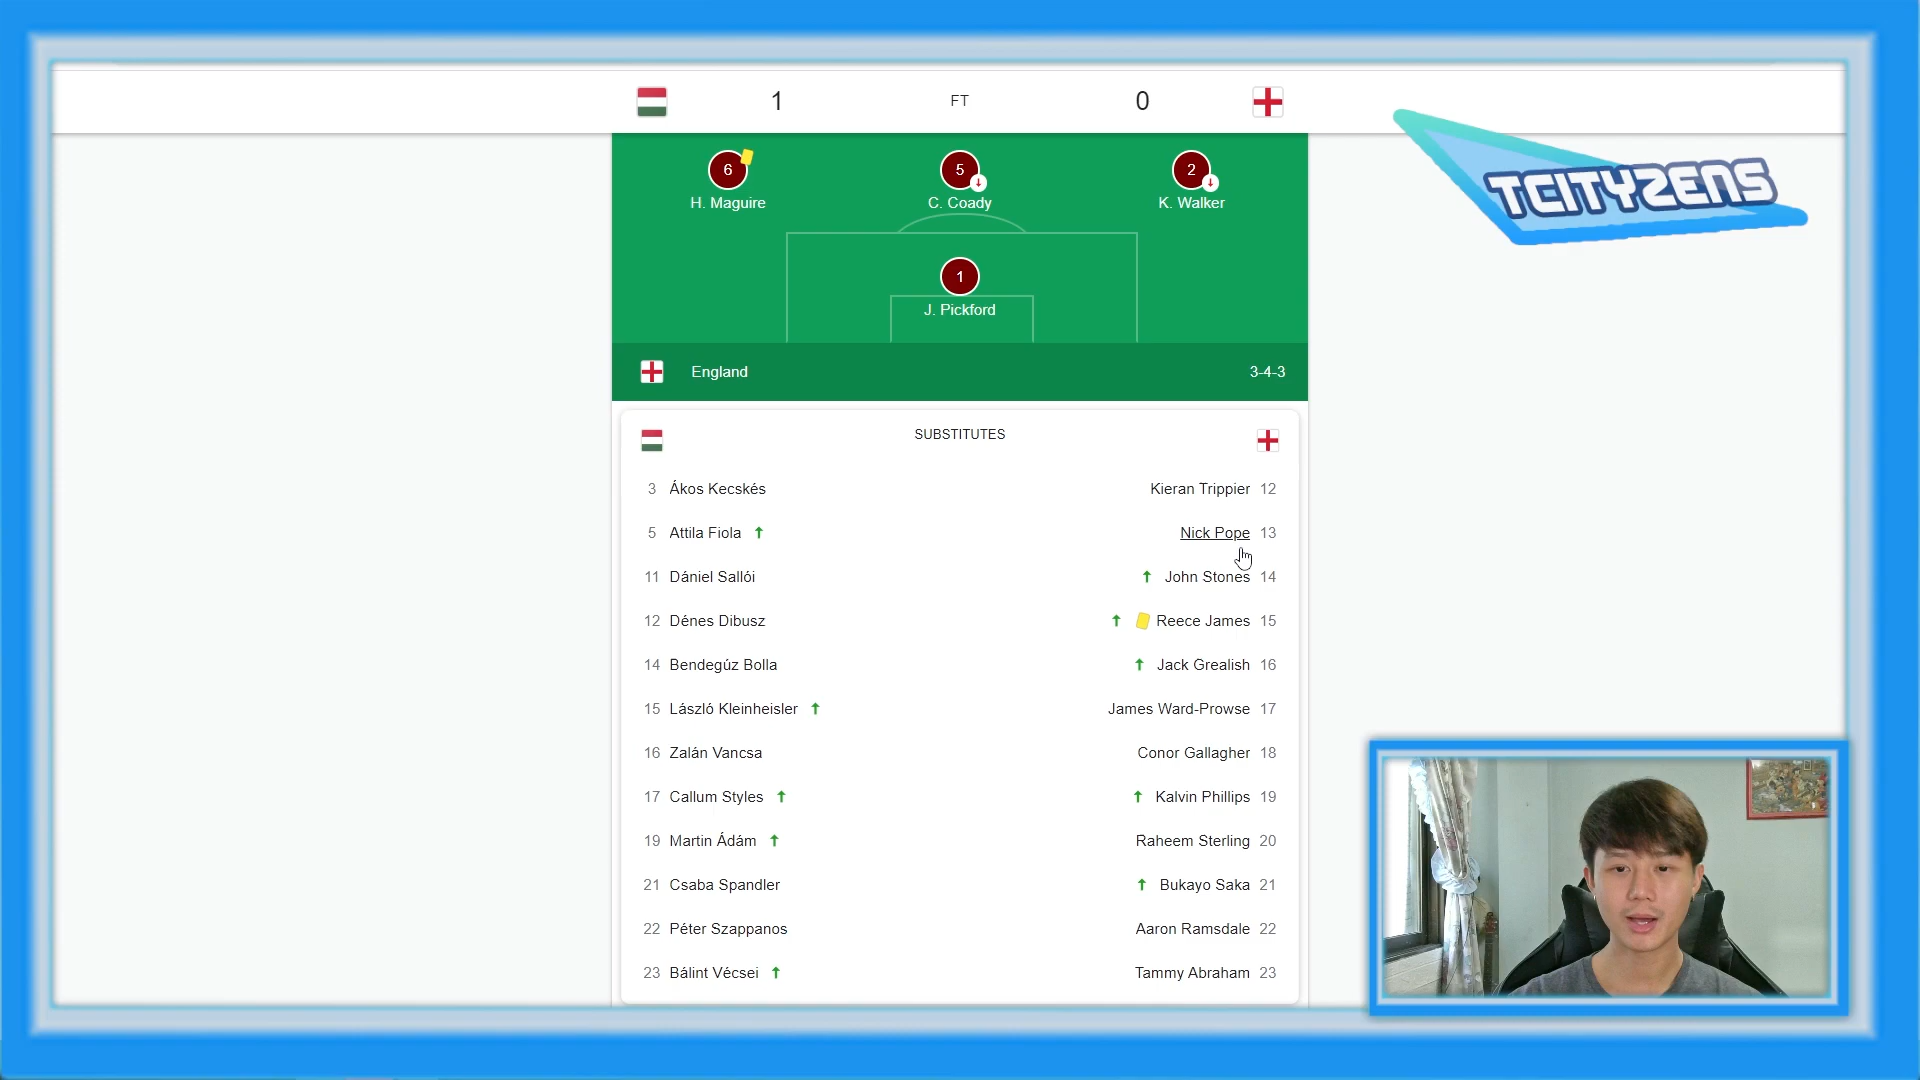 1 FT 0
TCITYZENS
6 5 2
H. Maguire C. Coady K. Walker
1
J. Pickford
England 3-4-3
SUBSTITUTES
3 Ákos Kecskés Kieran Trippier 12
5 Attila Fiola Nick Pope 13
11 Dániel Sallói John Stones 14
12 Dénes Dibusz Reece James 15
14 Bendegúz Bolla Jack Grealish 16
15 László Kleinheisler James Ward-Prowse 17
16 Zalán Vancsa Conor Gallagher 18
17 Callum Styles Kalvin Phillips 19
19 Martin Ádám Raheem Sterling 20
21 Csaba Spandler Bukayo Saka 21
22 Péter Szappanos Aaron Ramsdale 22
23 Bálint Vécsei Tammy Abraham 23